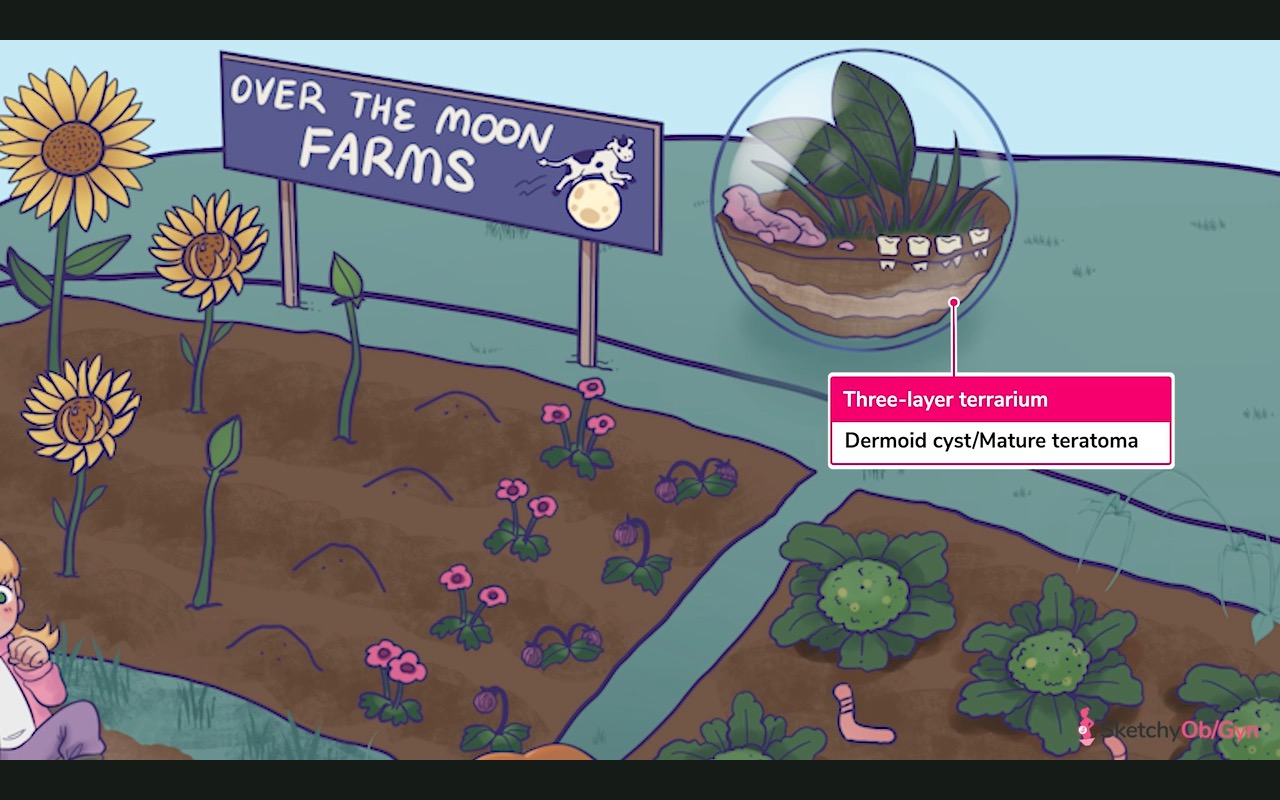 OVER THE MOON
FARMS
Three-layer terrarium
Dermoid cyst/Mature teratoma
SketchyOb/Gyn